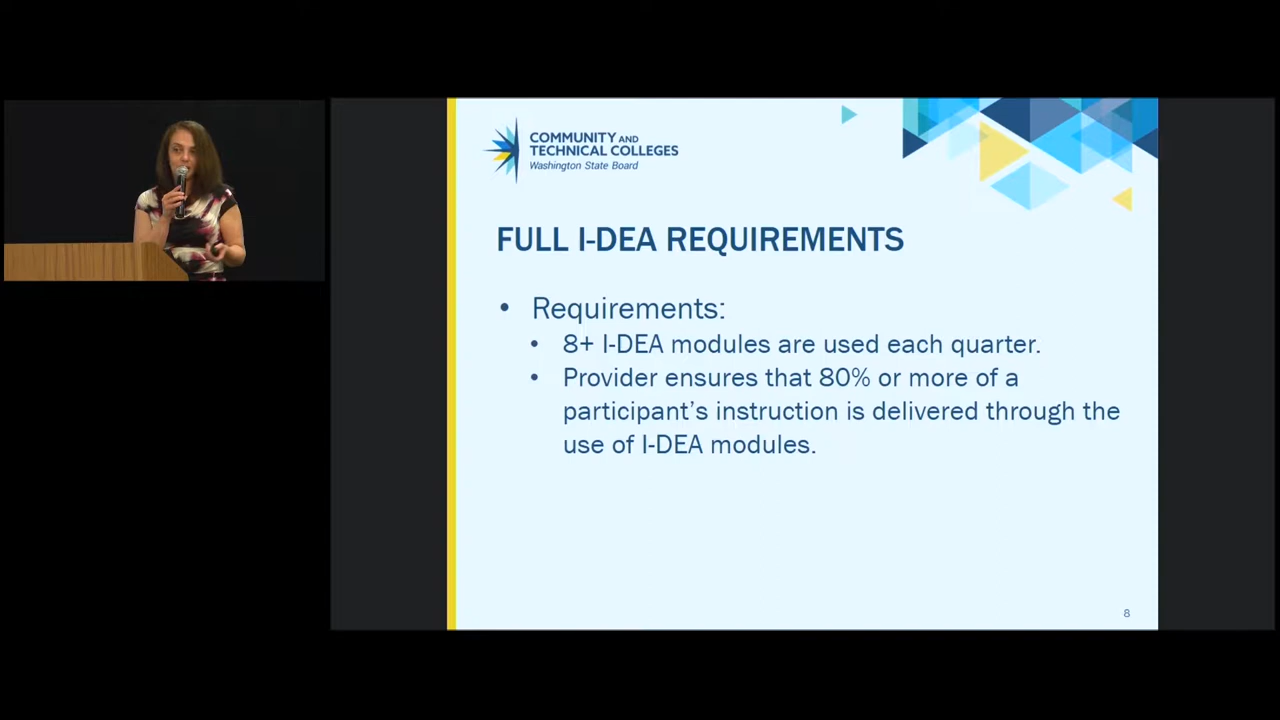 COMMUNITY AND
TECHNICAL COLLEGES
Washington State Board
FULL I-DEA REQUIREMENTS
• Requirements:
• 8+ I-DEA modules are used each quarter.
• Provider ensures that 80% or more of a
participant's instruction is delivered through the
use of I-DEA modules.
8